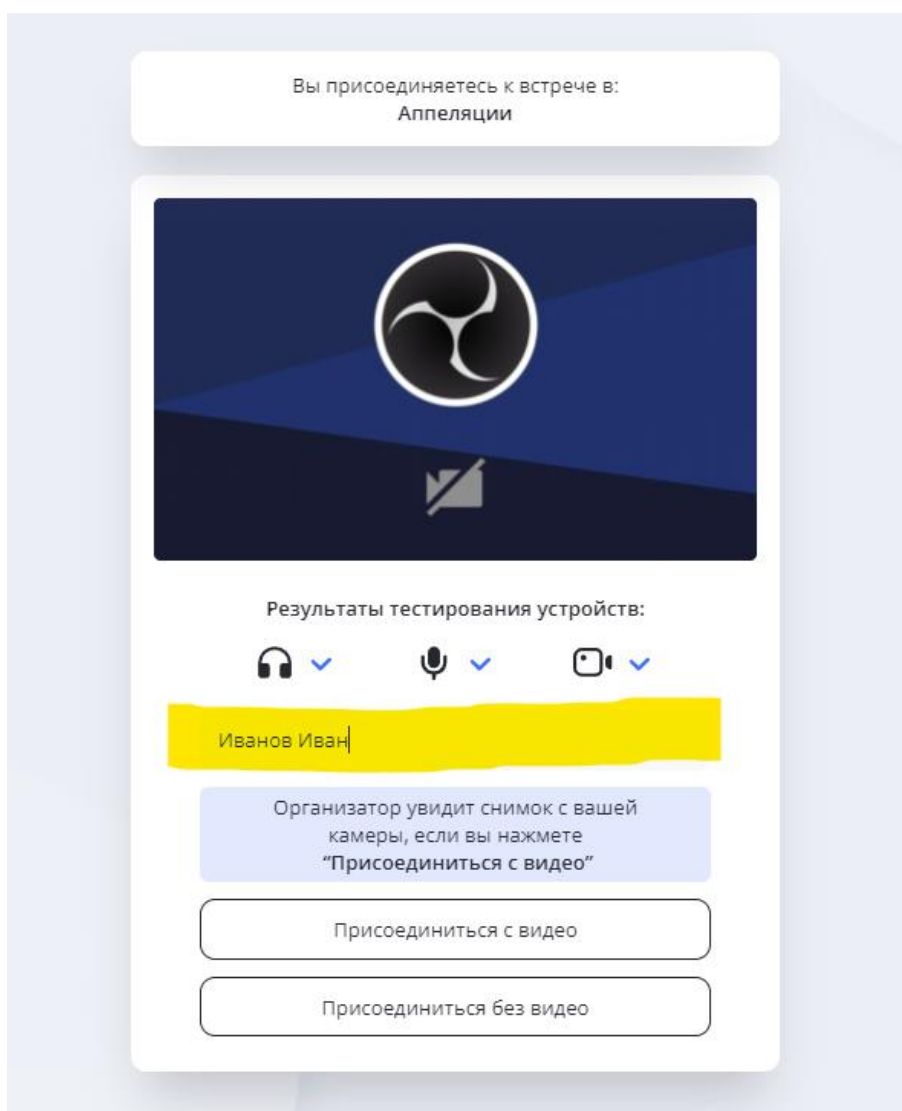 Вы присоединяетесь к встрече в:
Аппеляции
Результаты тестирования устройств:
Иванов Иван
Организатор увидит снимок с вашей
камеры, если вы нажмете
“Присоединиться с видео”
Присоединиться с видео
Присоединиться без видео